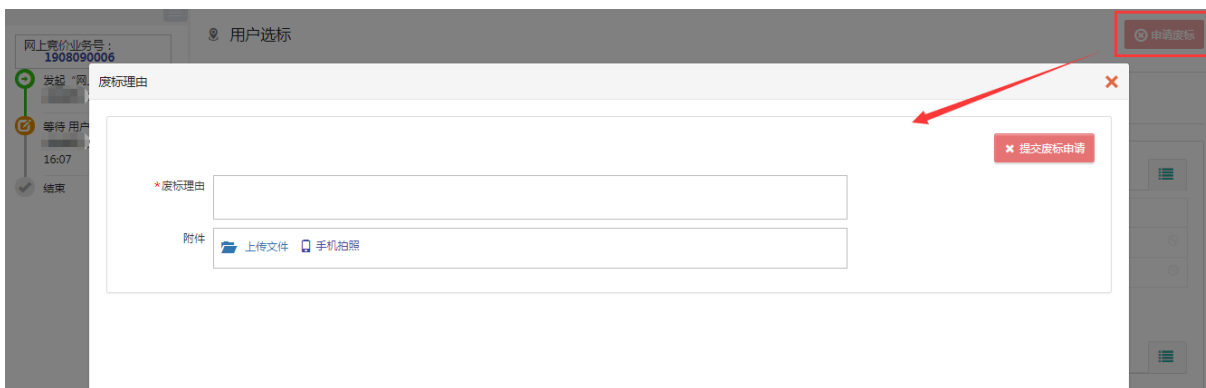 用户选标
申请废标
网上竞价业务号：
1908090006
发起 "网上
废标理由
等待 用户
16:07
提交废标申请
结束
*废标理由
附件
上传文件 手机拍照